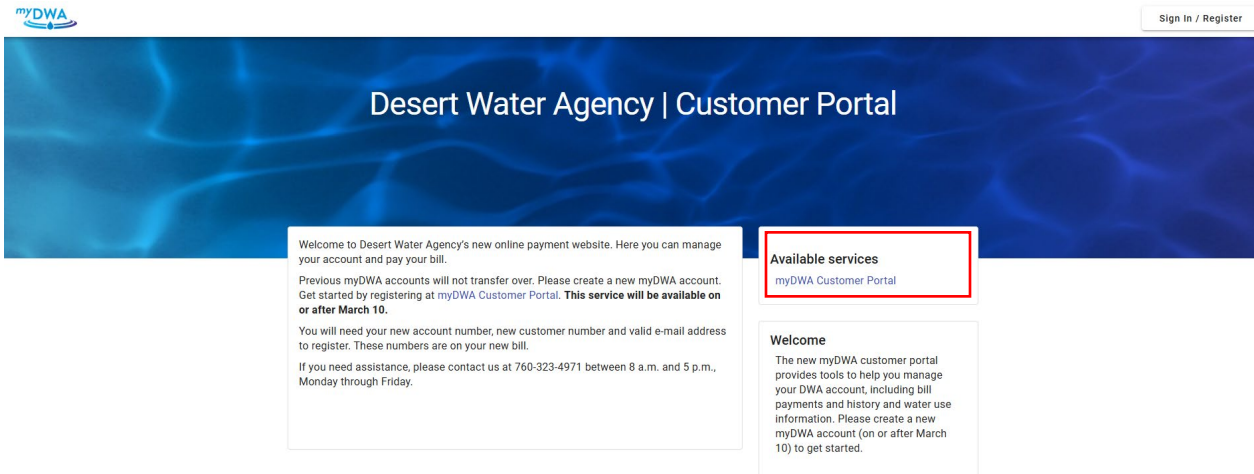 myDWA
Sign In / Register
Desert Water Agency | Customer Portal
Welcome to Desert Water Agency's new online payment website. Here you can manage
your account and pay your bill.
Previous myDWA accounts will not transfer over. Please create a new myDWA account.
Get started by registering at myDWA Customer Portal. This service will be available on
or after March 10.
You will need your new account number, new customer number and valid e-mail address
to register. These numbers are on your new bill.
If you need assistance, please contact us at 760-323-4971 between 8 a.m. and 5 p.m.,
Monday through Friday.
Available services
myDWA Customer Portal
Welcome
The new myDWA customer portal
provides tools to help you manage
your DWA account, including bill
payments and history and water use
information. Please create a new
myDWA account (on or after March
10) to get started.